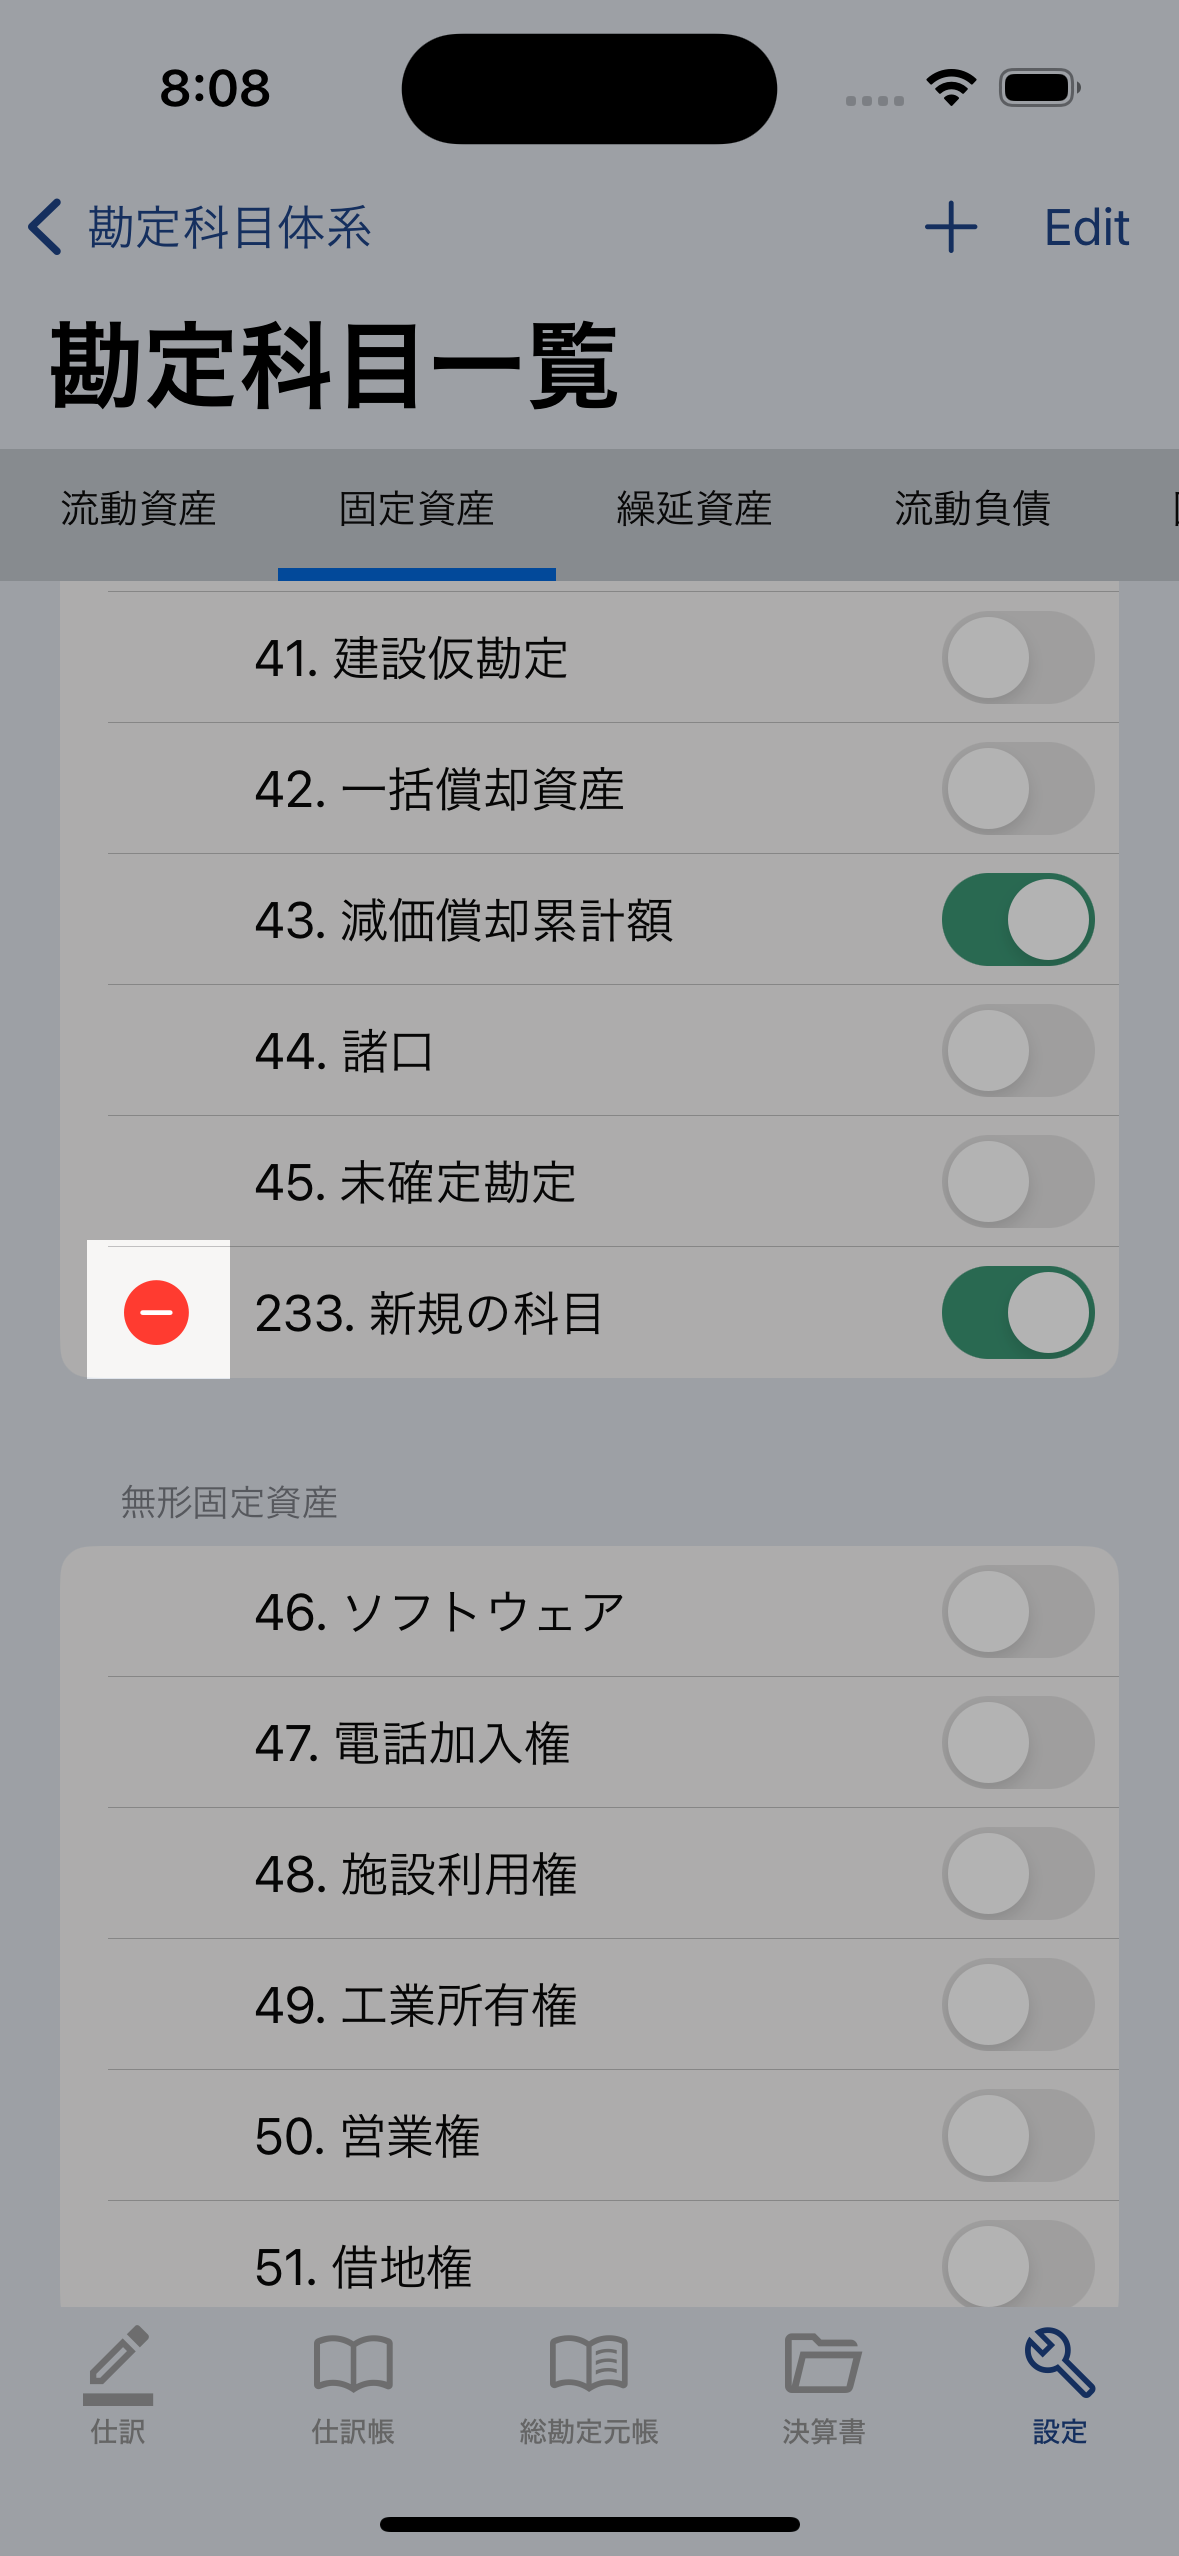 8:08
勘定科目体系
Edit
勘定科目一覧
流動資産 固定資産 繰延資産 流動負債
41. 建設仮勘定
42. 一括償却資産
43. 減価償却累計額
44. 諸口
45. 未確定勘定
233. 新規の科目
無形固定資産
46. ソフトウェア
47. 電話加入権
48. 施設利用権
49. 工業所有権
50. 営業権
51. 借地権
仕訳 仕訳帳 総勘定元帳 決算書 設定